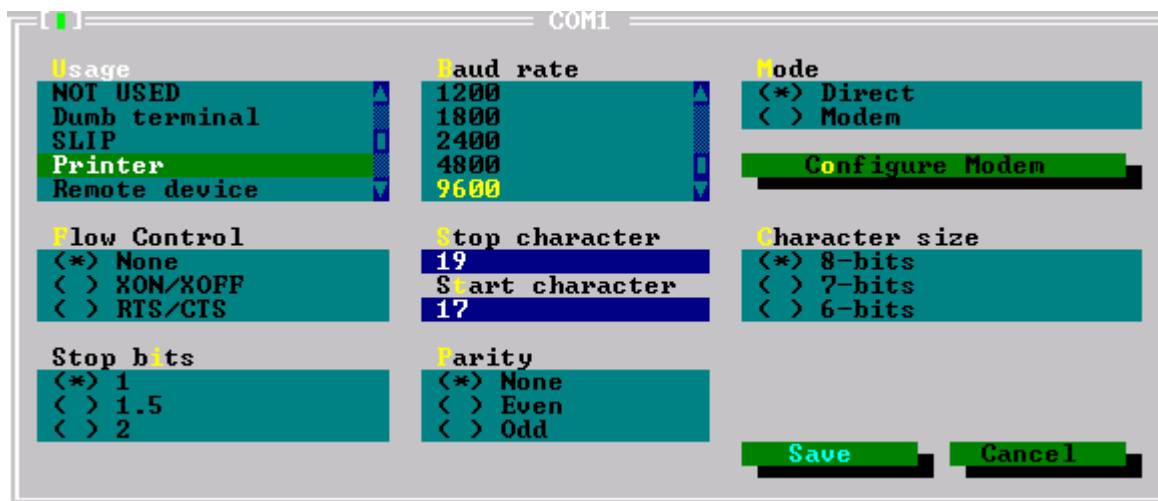 [ ] COM1
Usage
NOT USED
Dumb terminal
SLIP
Printer
Remote device
Baud rate
1200
1800
2400
4800
9600
Mode
(*) Direct
( ) Modem
Configure Modem
Flow Control
(*) None
( ) XON/XOFF
( ) RTS/CTS
Stop character
19
Start character
17
Character size
(*) 8-bits
( ) 7-bits
( ) 6-bits
Stop bits
(*) 1
( ) 1.5
( ) 2
Parity
(*) None
( ) Even
( ) Odd
Save
Cancel